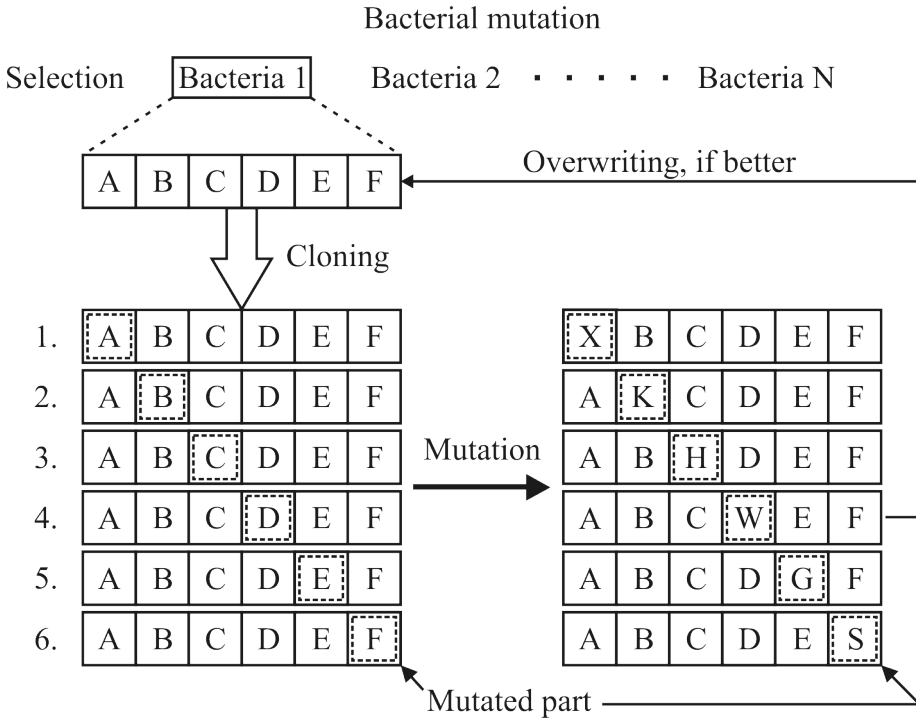 Bacterial mutation
Selection Bacteria 1 Bacteria 2 . . . . . . Bacteria N
A B C D E F
Overwriting, if better
Cloning
1. A B C D E F X B C D E F
2. A B C D E F A K C D E F
3. A B C D E F A B H D E F
Mutation
4. A B C D E F A B C W E F
5. A B C D E F A B C D G F
6. A B C D E F A B C D E S
Mutated part